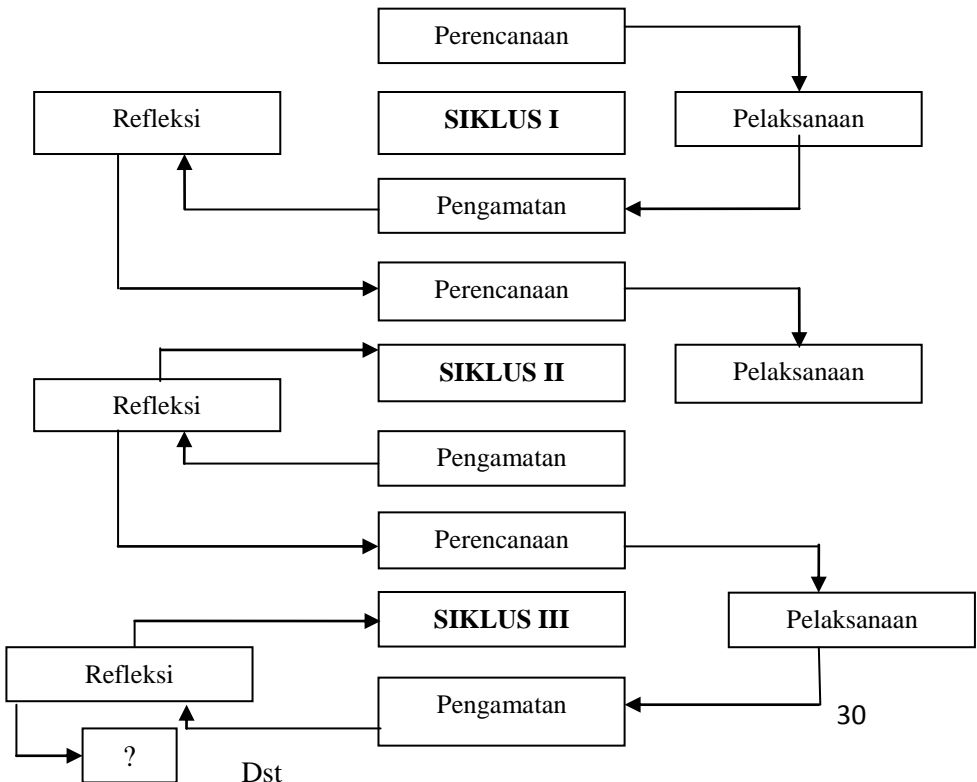 Perencanaan
Refleksi
SIKLUS I
Pelaksanaan
Pengamatan
Perencanaan
SIKLUS II
Pelaksanaan
Refleksi
Pengamatan
Perencanaan
SIKLUS III
Pelaksanaan
Refleksi
Pengamatan
30
?
Dst